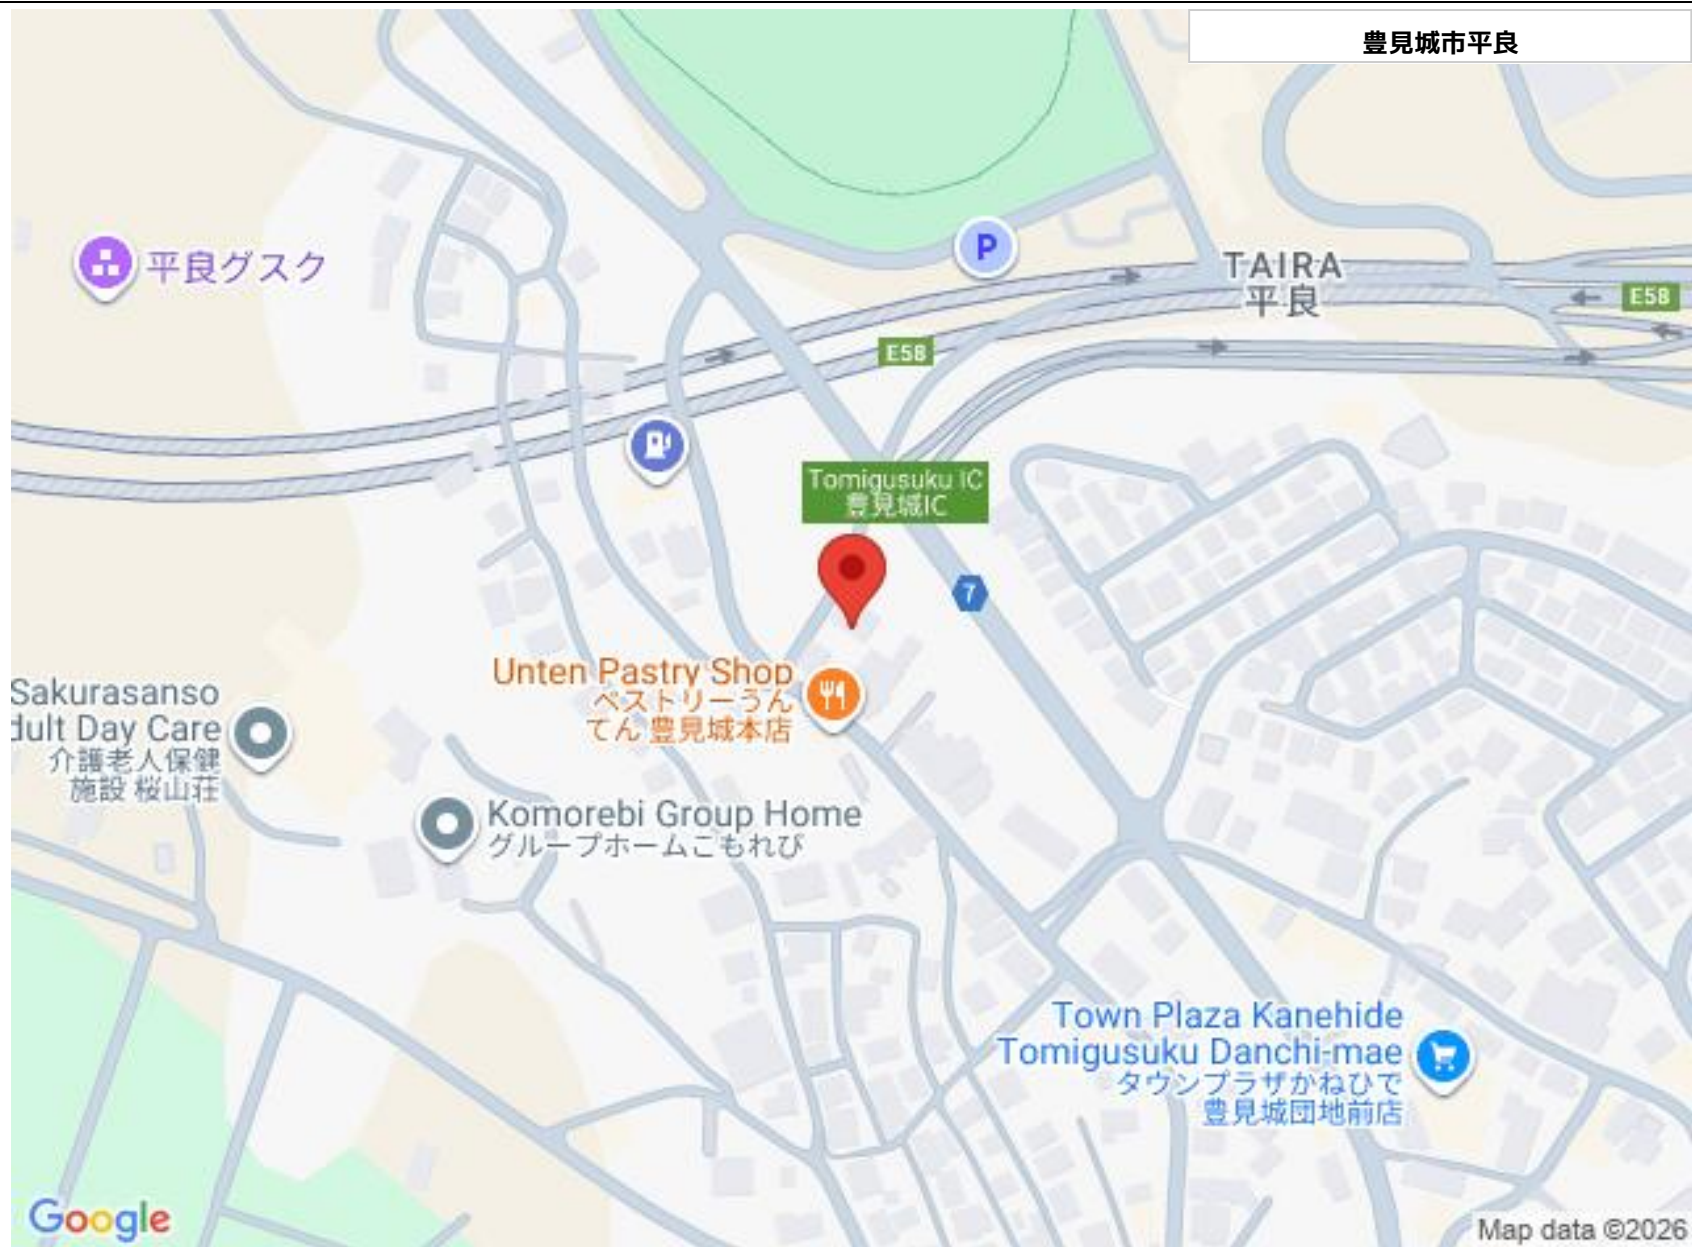 豊見城市平良
平良グスク
P
TAIRA
平良
E58
E58
Tomigusuku IC
豊見城IC
7
Unten Pastry Shop
ペストリーうん
てん 豊見城本店
Sakurasanso
dult Day Care
介護老人保健
施設 桜山荘
Komorebi Group Home
グループホームこもれび
Town Plaza Kanehide
Tomigusuku Danchi-mae
タウンプラザかねひで
豊見城団地前店
Google
Map data ©2026